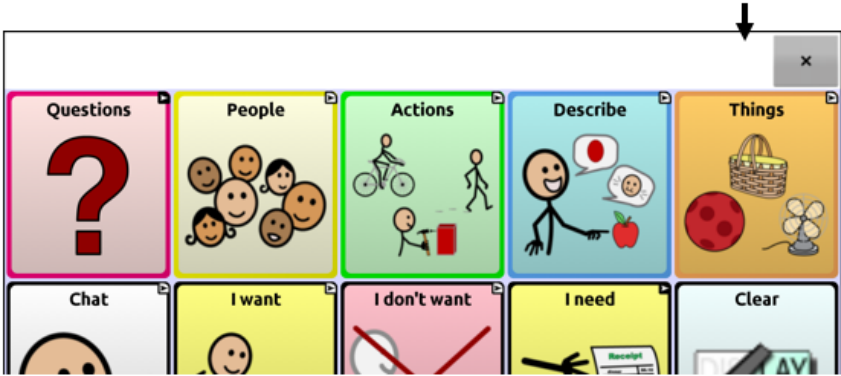 ×
Questions
People
Actions
Describe
Things
Chat
I want
I don't want
I need
Clear
Receipt